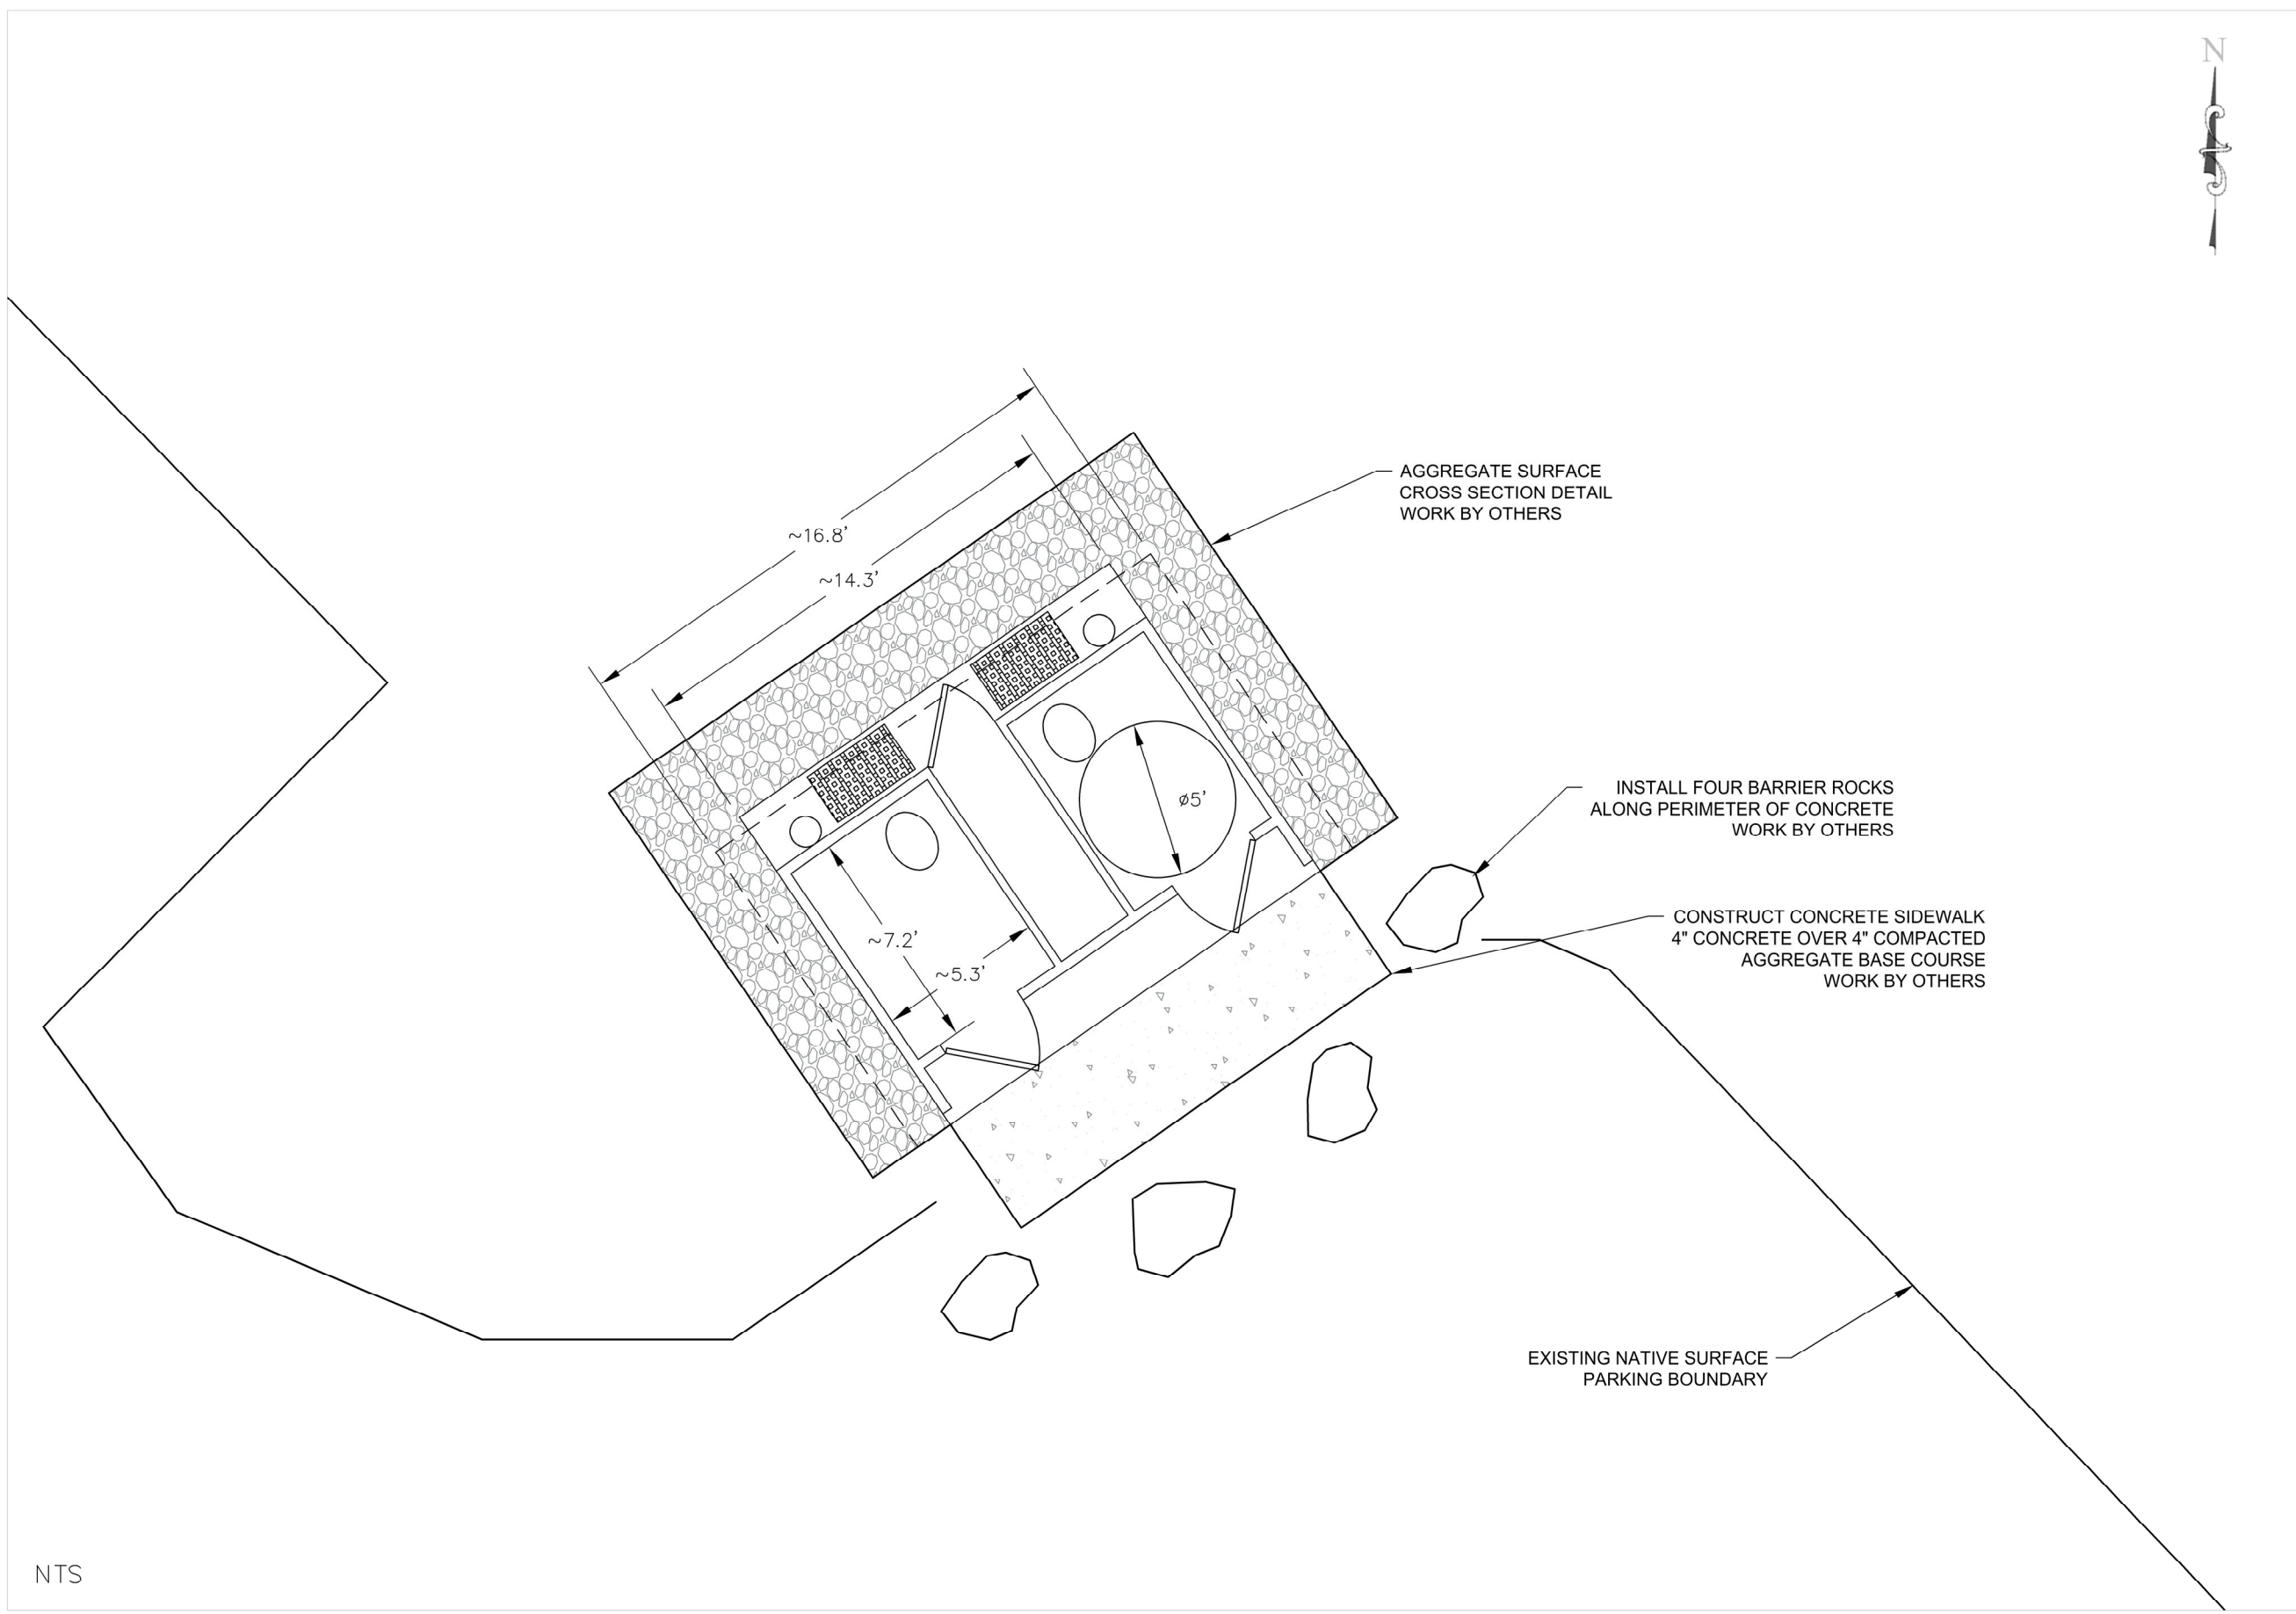 N
AGGREGATE SURFACE
CROSS SECTION DETAIL
WORK BY OTHERS
~16.8'
~14.3'
ø5'
INSTALL FOUR BARRIER ROCKS
ALONG PERIMETER OF CONCRETE
WORK BY OTHERS
~7.2'
~5.3'
CONSTRUCT CONCRETE SIDEWALK
4" CONCRETE OVER 4" COMPACTED
AGGREGATE BASE COURSE
WORK BY OTHERS
EXISTING NATIVE SURFACE
PARKING BOUNDARY
NTS